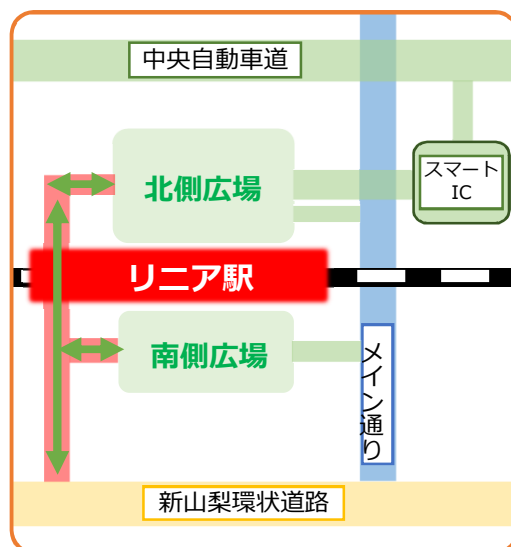 中央自動車道
スマート
IC
北側広場
リニア駅
南側広場
メイン通り
新山梨環状道路